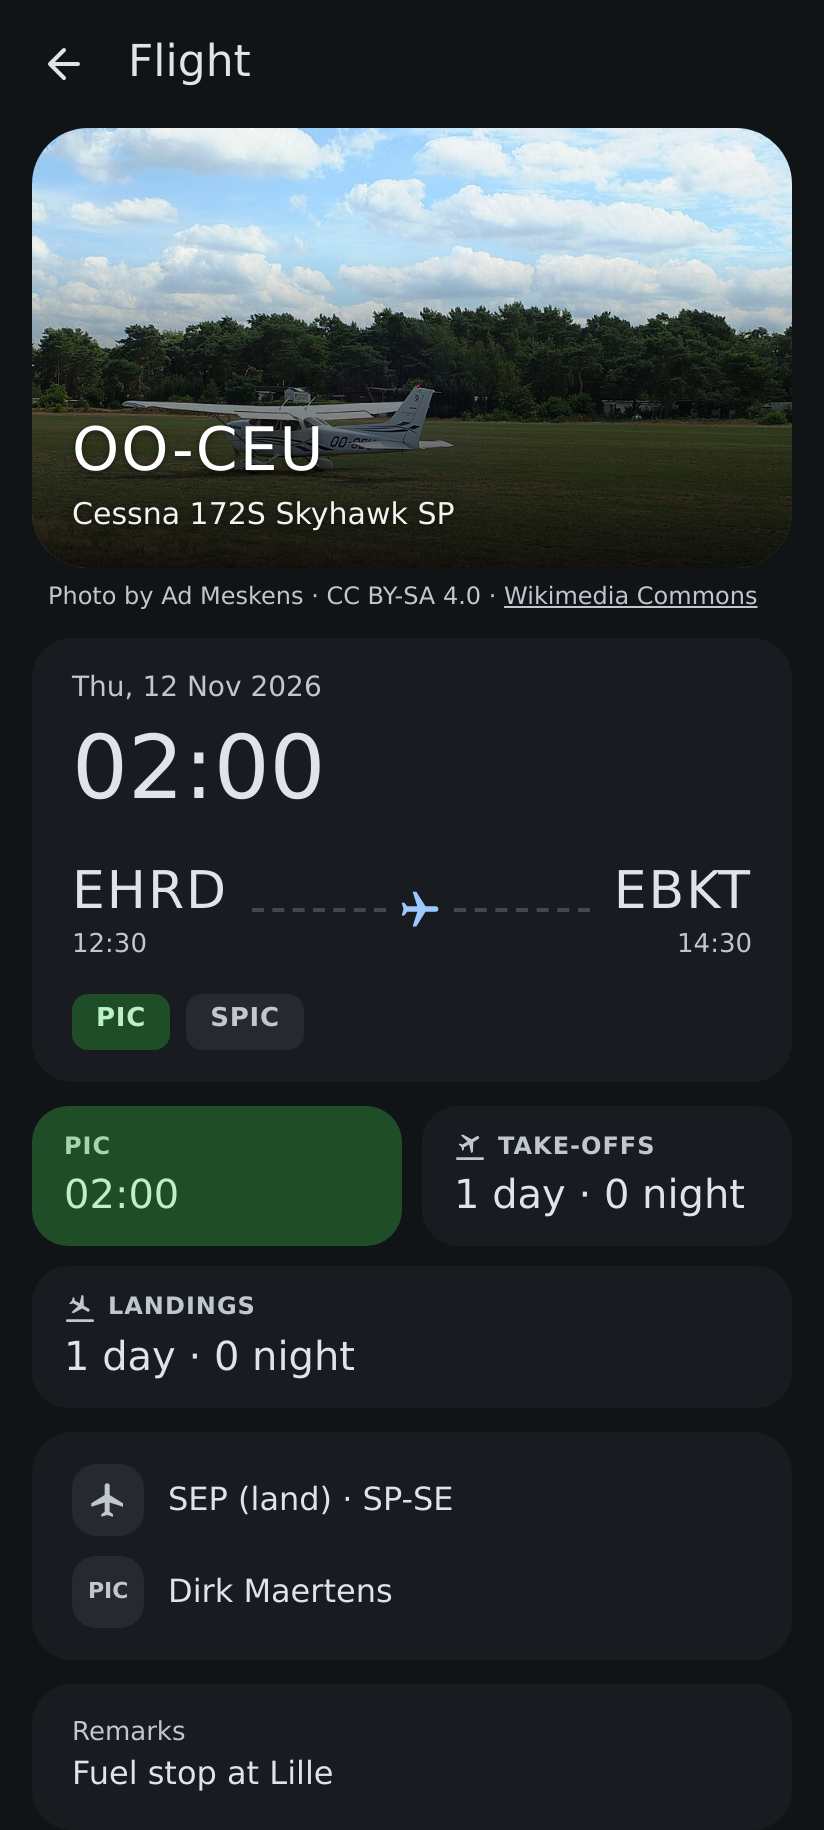 Flight
OO-CEU
Cessna 172S Skyhawk SP
Photo by Ad Meskens · CC BY-SA 4.0 · Wikimedia Commons
Thu, 12 Nov 2026
02:00
EHRD EBKT
12:30 14:30
PIC SPIC
PIC
02:00
TAKE-OFFS
1 day · 0 night
LANDINGS
1 day · 0 night
SEP (land) · SP-SE
PIC Dirk Maertens
Remarks
Fuel stop at Lille